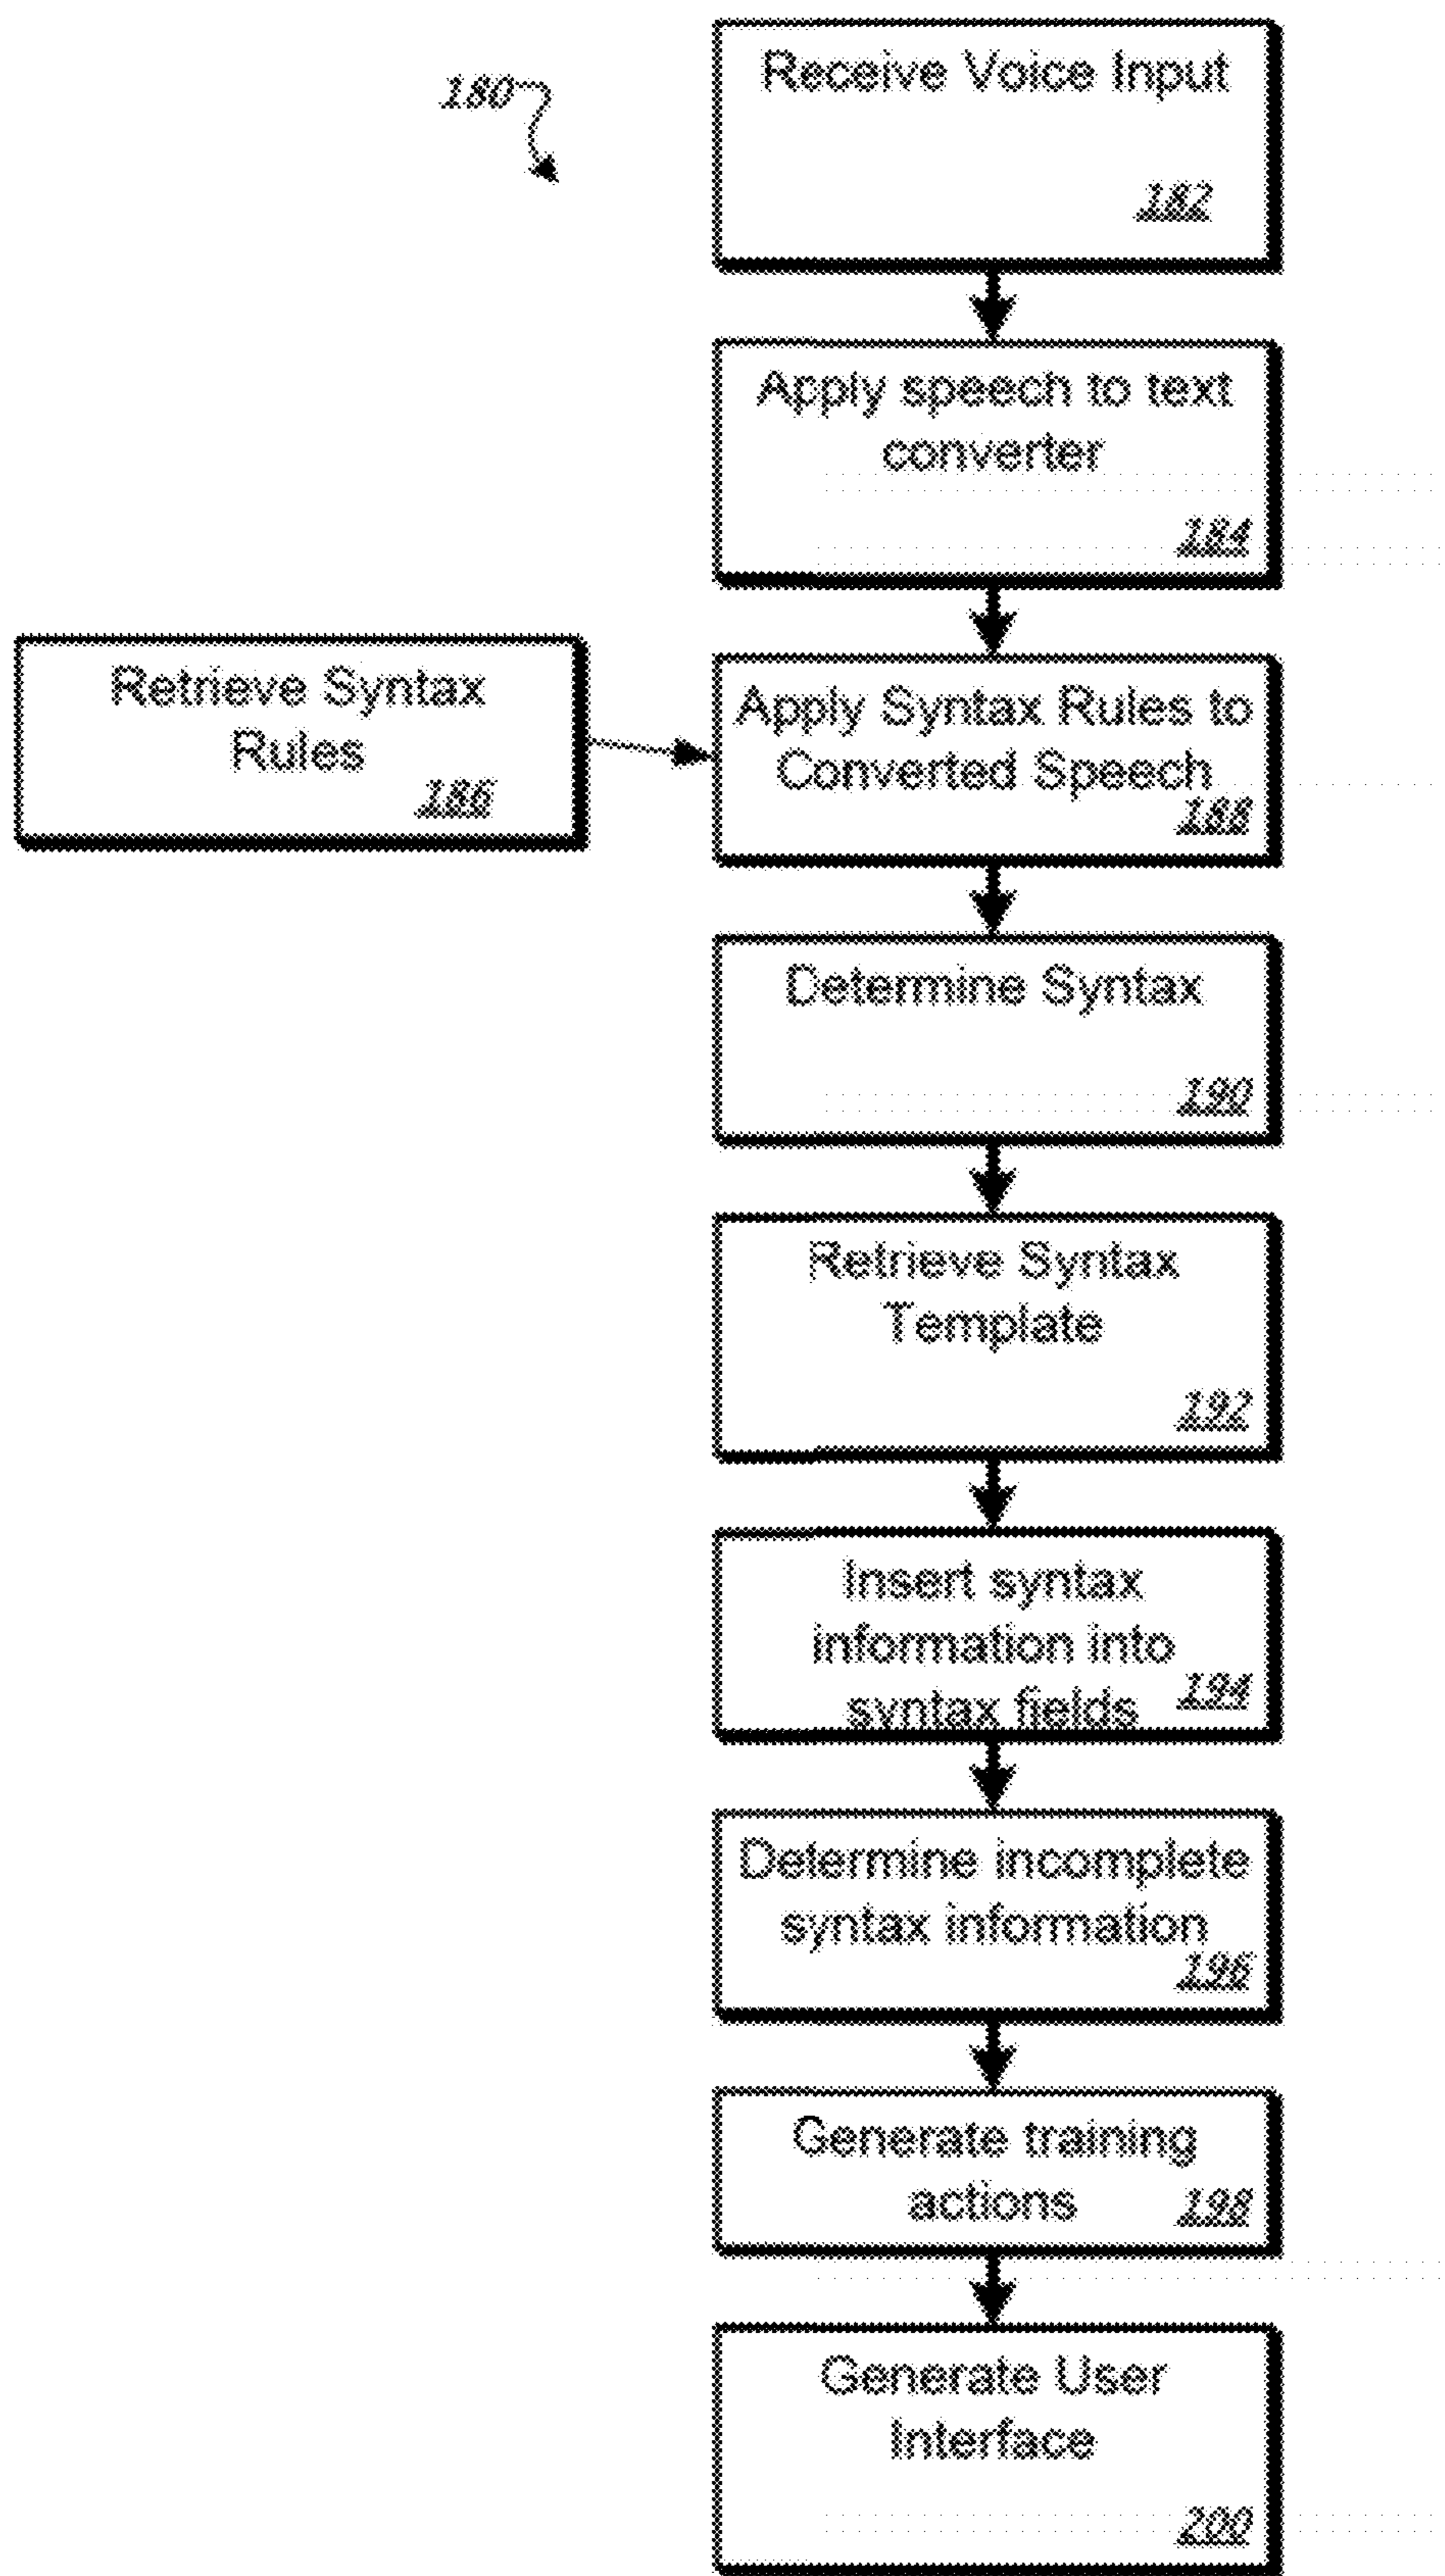 180
Receive Voice Input
182
Apply speech to text
converter
184
Retrieve Syntax
Rules
186
Apply Syntax Rules to
Converted Speech
188
Determine Syntax
190
Retrieve Syntax
Template
192
Insert syntax
information into
syntax fields
194
Determine incomplete
syntax information
196
Generate training
actions
198
Generate User
Interface
200